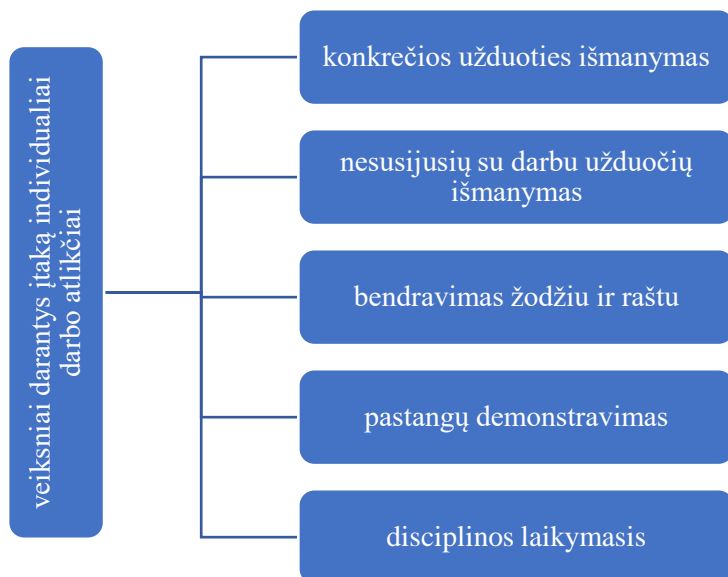 veiksniai darantys įtaką individualiai
darbo atlikčiai
konkrečios užduoties išmanymas
nesusijusių su darbu užduočių
išmanymas
bendravimas žodžiu ir raštu
pastangų demonstravimas
disciplinos laikymasis